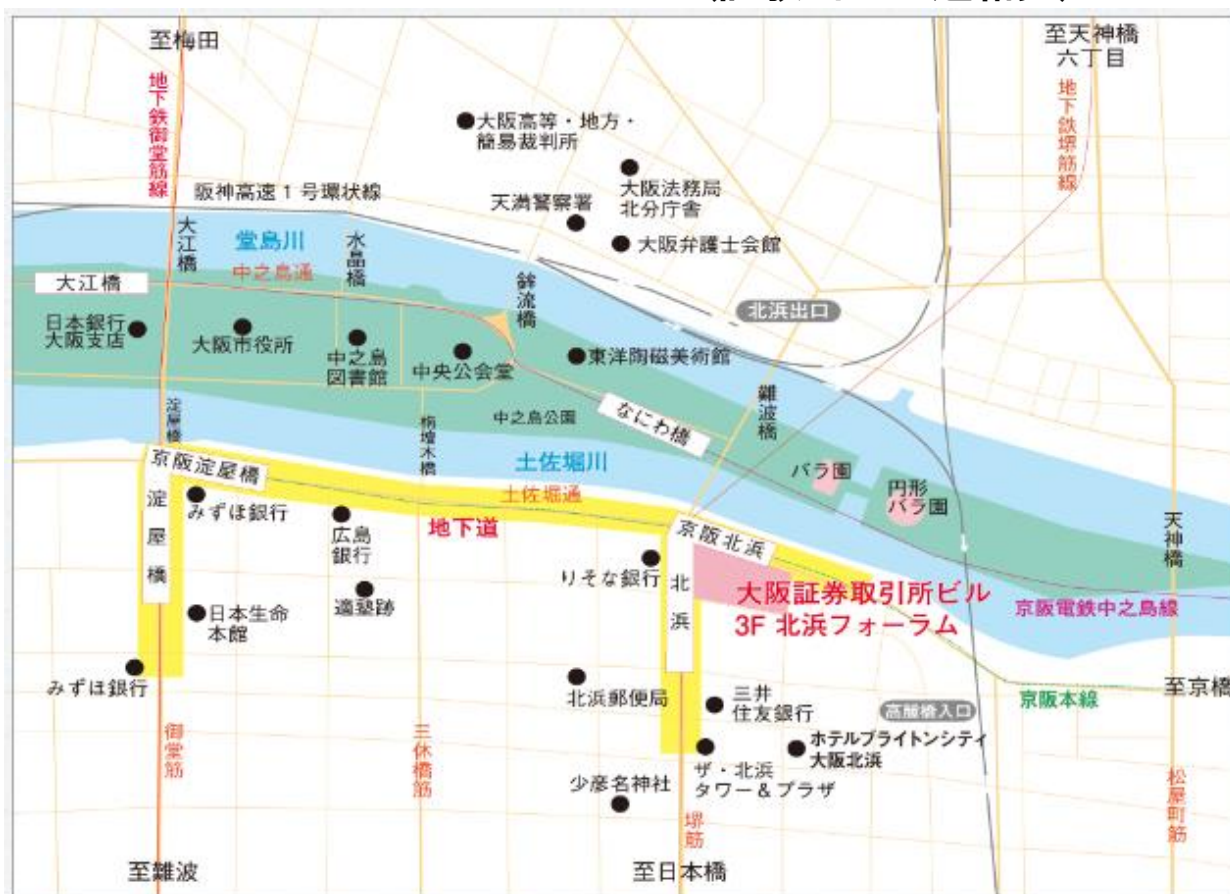 至梅田
地下鉄御堂筋線
至天神橋
六丁目
地下鉄堺筋線
大阪高等・地方・
簡易裁判所
大阪法務局
北分庁舎
天満警察署
大阪弁護士会館
阪神高速1号環状線
大江橋
堂島川
中之島通
水晶橋
鉾流橋
北浜出口
大江橋
日本銀行
大阪支店
大阪市役所
中之島
図書館
中央公会堂
東洋陶磁美術館
難波橋
なにわ橋
中之島公園
淀屋橋
栴檀木橋
土佐堀川
土佐堀通
バラ園
円形
バラ園
天神橋
京阪淀屋橋
淀屋橋
みずほ銀行
広島
銀行
地下道
京阪北浜
りそな銀行
北浜
大阪証券取引所ビル
3F 北浜フォーラム
京阪電鉄中之島線
適塾跡
日本生命
本館
みずほ銀行
北浜郵便局
三井
住友銀行
高麗橋入口
京阪本線
至京橋
ホテルブライトンシティ
大阪北浜
ザ・北浜
タワー&プラザ
少彦名神社
御堂筋
三休橋筋
堺筋
松屋町筋
至難波
至日本橋